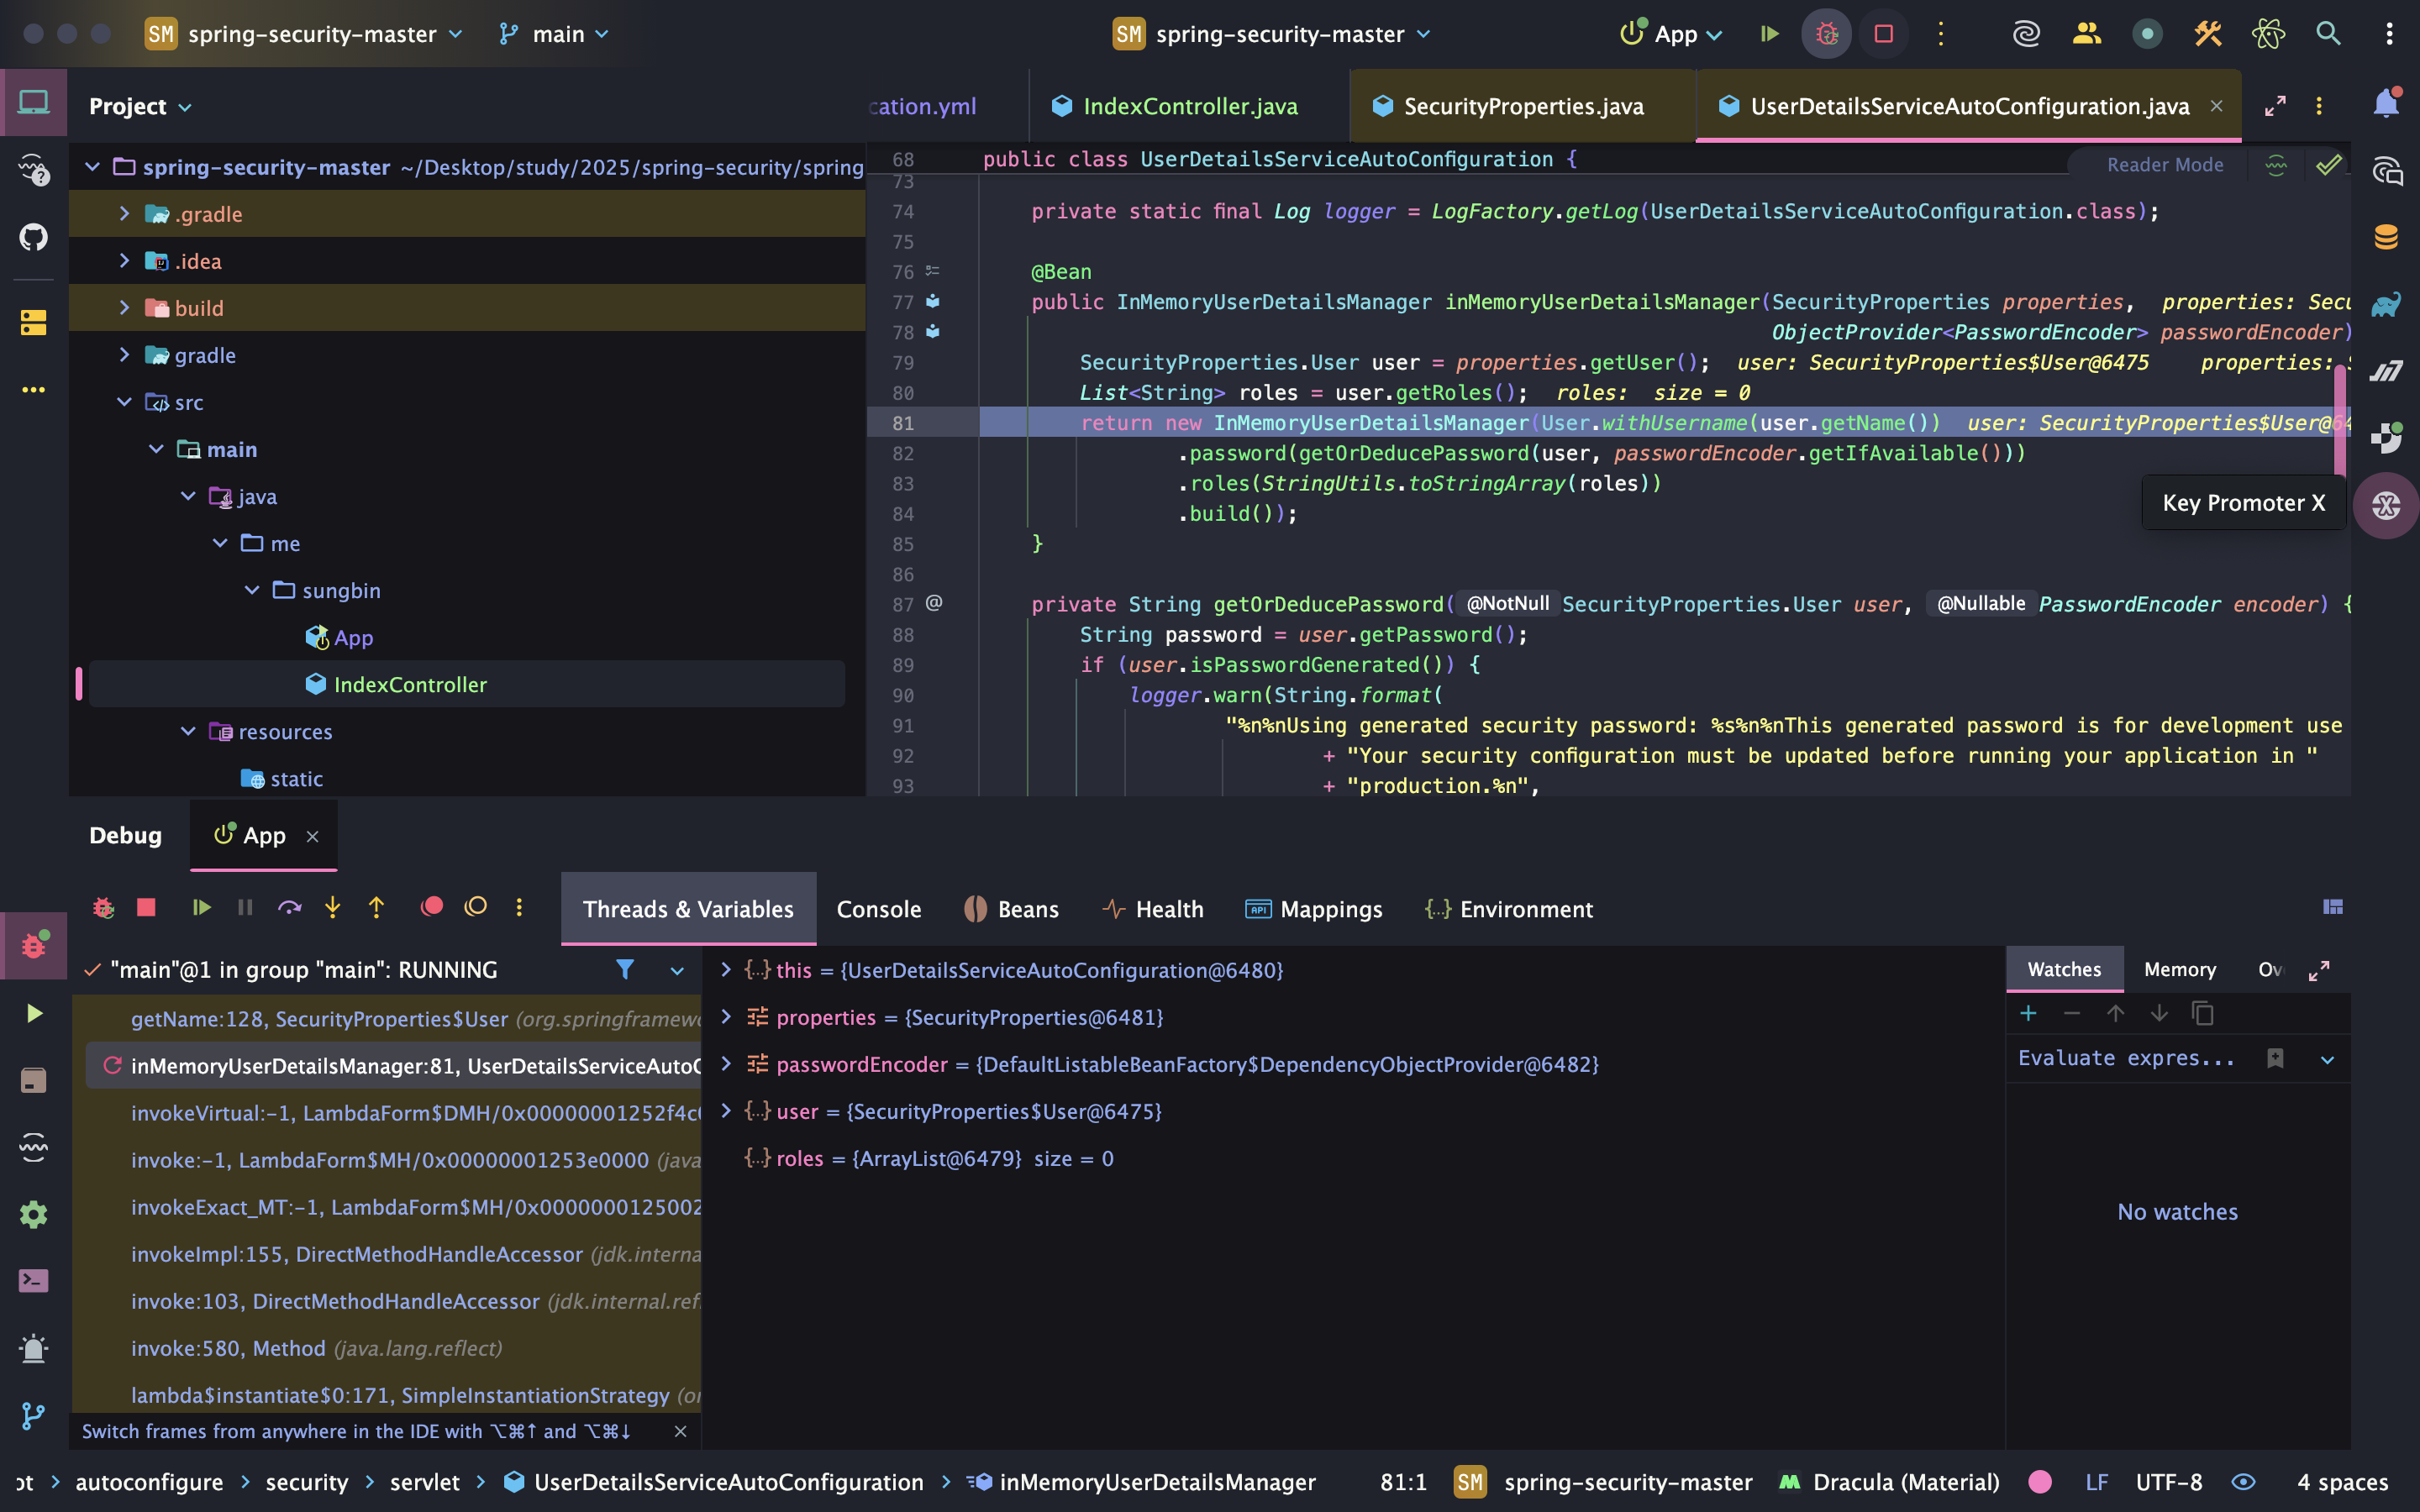 SM spring-security-master main SM spring-security-master App
Project
cation.yml IndexController.java SecurityProperties.java UserDetailsServiceAutoConfiguration.java
spring-security-master ~/Desktop/study/2025/spring-security/spring
.gradle
.idea
build
gradle
src
main
java
me
sungbin
App
IndexController
resources
static
Reader Mode
68 public class UserDetailsServiceAutoConfiguration {
73
74 private static final Log logger = LogFactory.getLog(UserDetailsServiceAutoConfiguration.class);
75
76 @Bean
77 public InMemoryUserDetailsManager inMemoryUserDetailsManager(SecurityProperties properties, properties: Secu
78 ObjectProvider<PasswordEncoder> passwordEncoder)
79 SecurityProperties.User user = properties.getUser(); user: SecurityProperties$User@6475 properties: S
80 List<String> roles = user.getRoles(); roles: size = 0
81 return new InMemoryUserDetailsManager(User.withUsername(user.getName()) user: SecurityProperties$User@64
82 .password(getOrDeducePassword(user, passwordEncoder.getIfAvailable()))
83 .roles(StringUtils.toStringArray(roles))
84 .build());
85 }
86
87 @ private String getOrDeducePassword( @NotNull SecurityProperties.User user, @Nullable PasswordEncoder encoder) {
88 String password = user.getPassword();
89 if (user.isPasswordGenerated()) {
90 logger.warn(String.format(
91 "%n%nUsing generated security password: %s%n%nThis generated password is for development use
92 + "Your security configuration must be updated before running your application in "
93 + "production.%n",
Key Promoter X
Debug App
Threads & Variables Console Beans Health API Mappings Environment
"main"@1 in group "main": RUNNING
getName:128, SecurityProperties$User (org.springframewo
inMemoryUserDetailsManager:81, UserDetailsServiceAutoC
invokeVirtual:-1, LambdaForm$DMH/0x00000001252f4c
invoke:-1, LambdaForm$MH/0x00000001253e0000 (java
invokeExact_MT:-1, LambdaForm$MH/0x0000000125002
invokeImpl:155, DirectMethodHandleAccessor (jdk.interna
invoke:103, DirectMethodHandleAccessor (jdk.internal.ref
invoke:580, Method (java.lang.reflect)
lambda$instantiate$0:171, SimpleInstantiationStrategy (or
Switch frames from anywhere in the IDE with ⌥⌘↑ and ⌥⌘↓
this = {UserDetailsServiceAutoConfiguration@6480}
properties = {SecurityProperties@6481}
passwordEncoder = {DefaultListableBeanFactory$DependencyObjectProvider@6482}
user = {SecurityProperties$User@6475}
roles = {ArrayList@6479} size = 0
Watches Memory Ov
Evaluate expres...
No watches
ot > autoconfigure > security > servlet > UserDetailsServiceAutoConfiguration > inMemoryUserDetailsManager 81:1 SM spring-security-master Dracula (Material) LF UTF-8 4 spaces